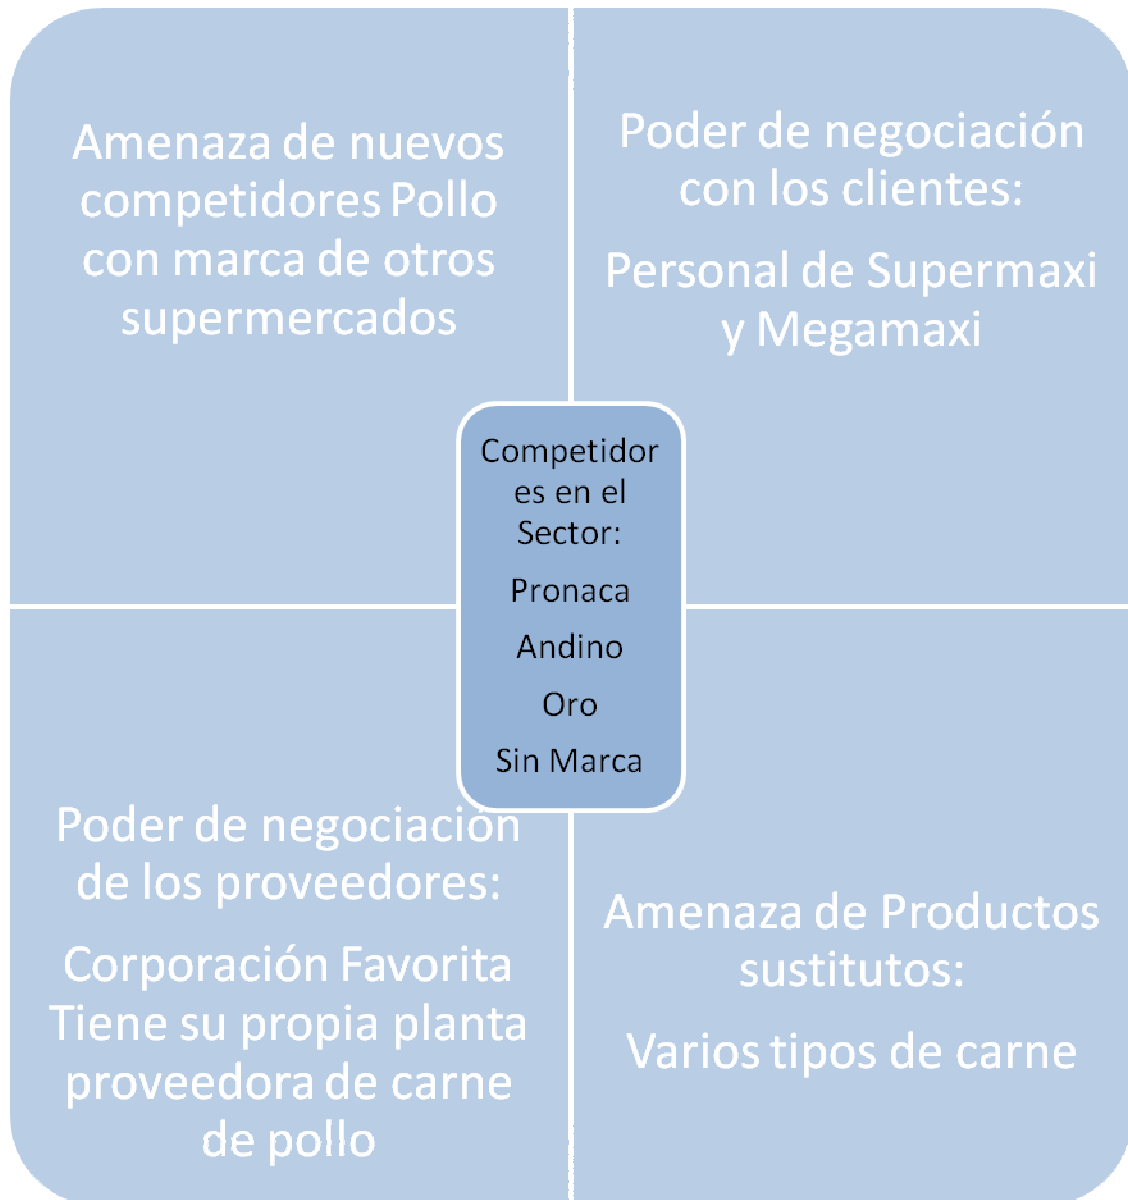 Amenaza de nuevos
competidores Pollo
con marca de otros
supermercados
Poder de negociación
con los clientes:
Personal de Supermaxi
y Megamaxi
Competidor
es en el
Sector:
Pronaca
Andino
Oro
Sin Marca
Poder de negociación
de los proveedores:
Corporación Favorita
Tiene su propia planta
proveedora de carne
de pollo
Amenaza de Productos
sustitutos:
Varios tipos de carne